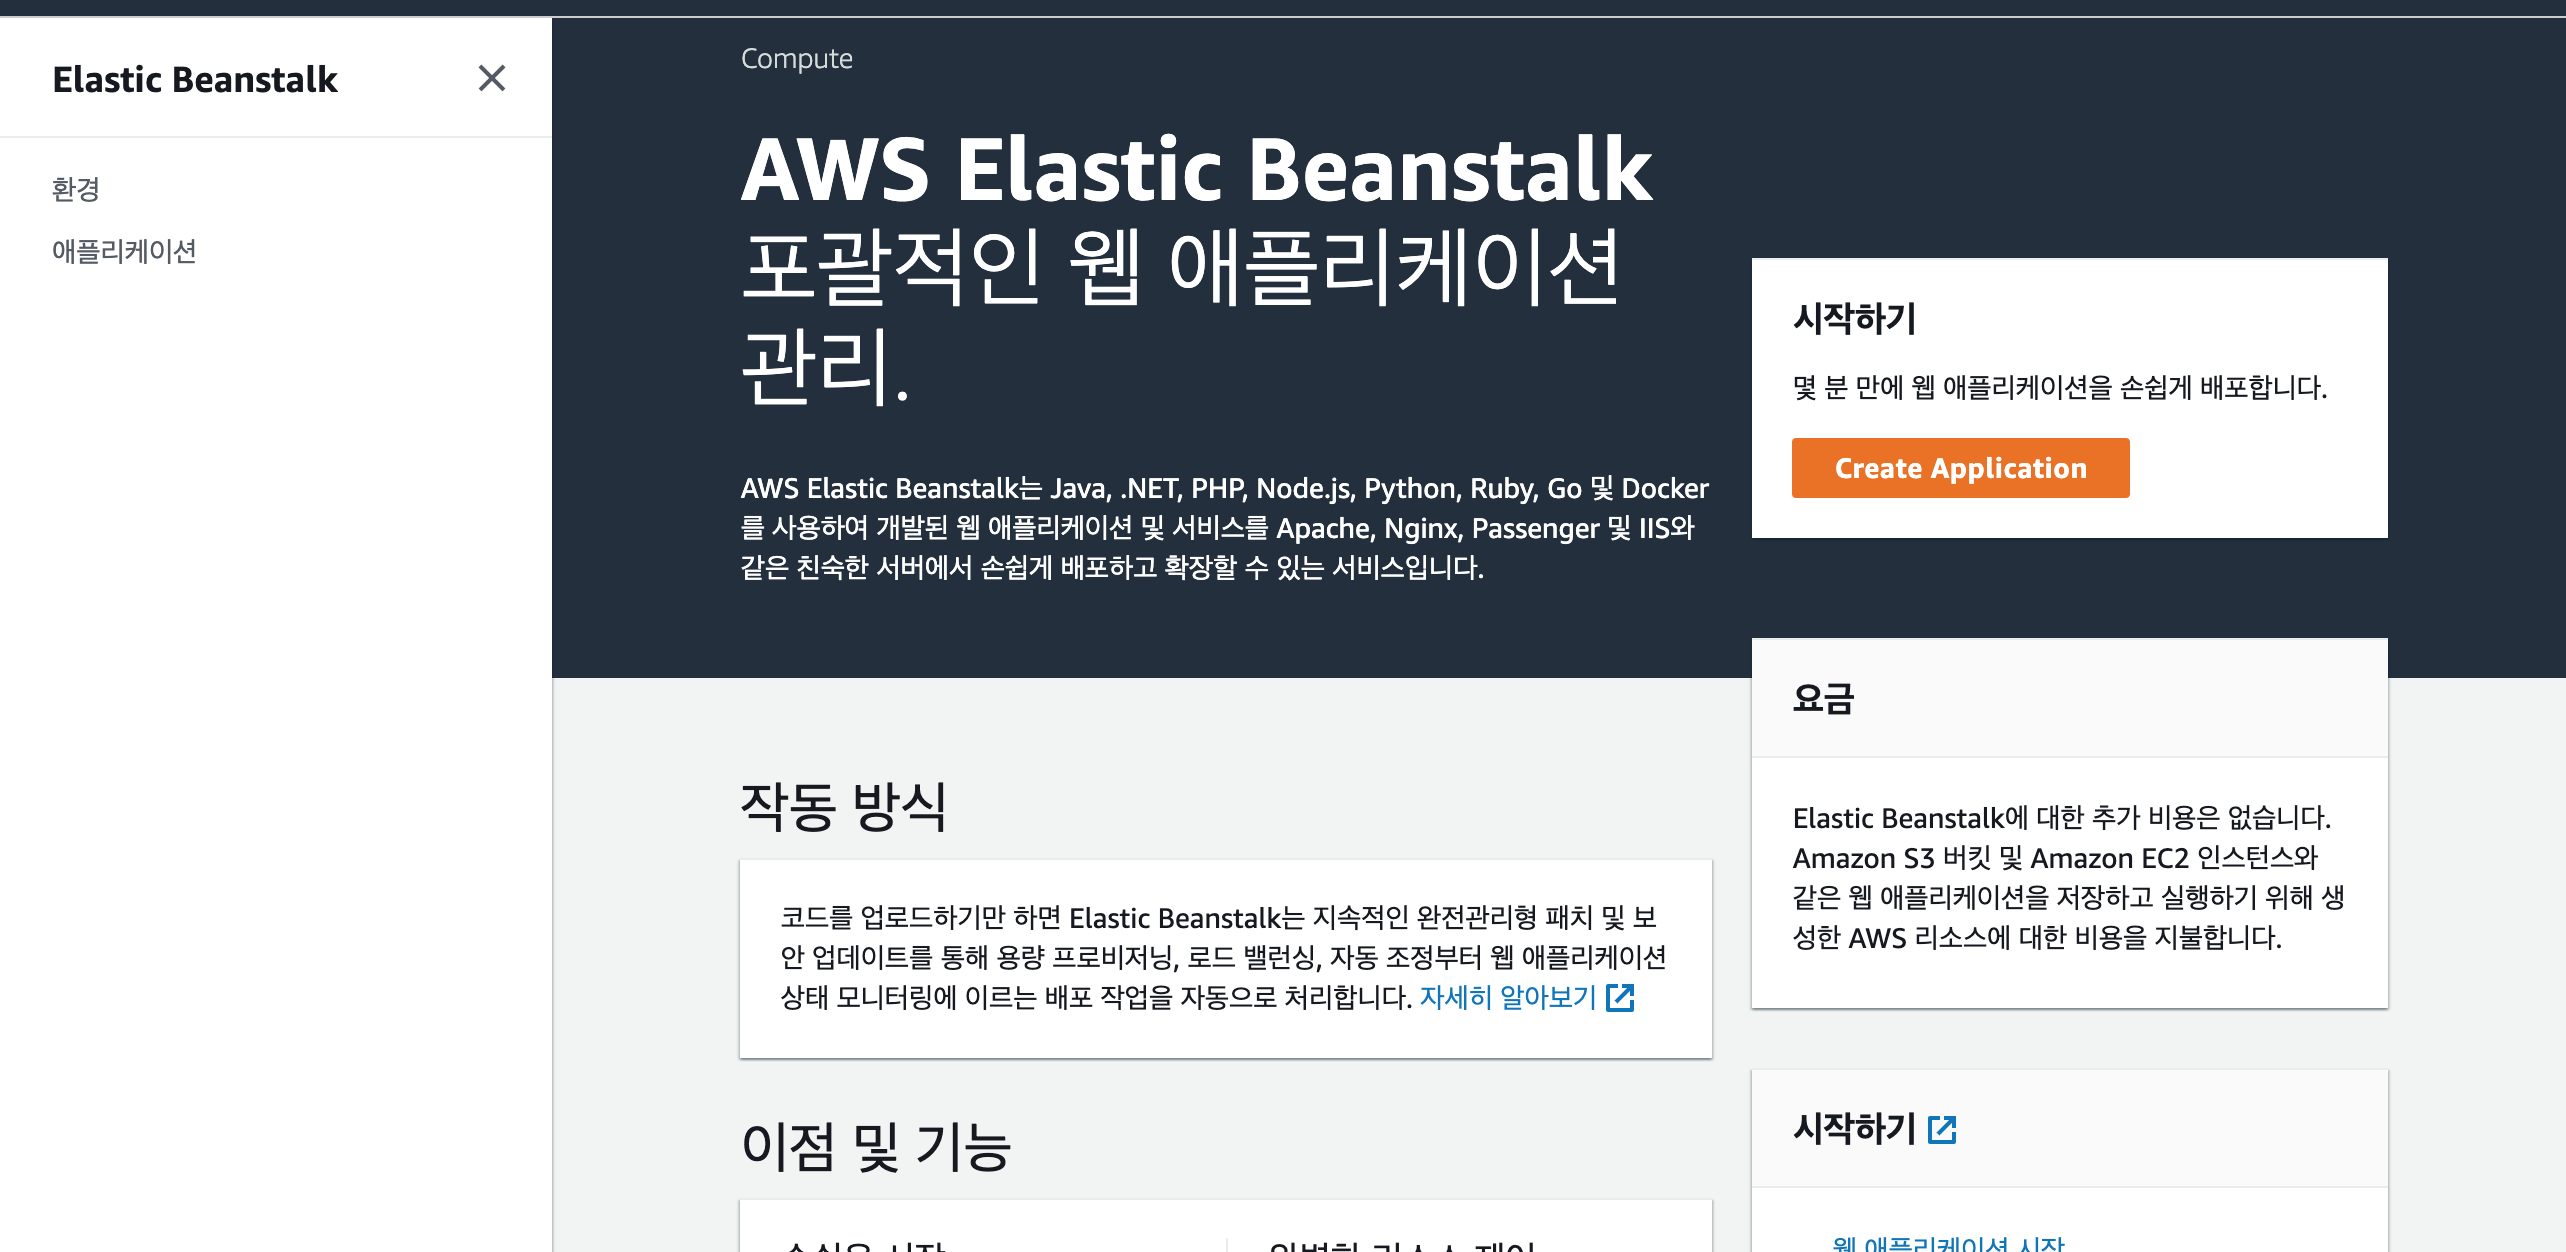 Elastic Beanstalk
환경
애플리케이션
Compute
AWS Elastic Beanstalk
포괄적인 웹 애플리케이션
관리.
AWS Elastic Beanstalk는 Java, .NET, PHP, Node.js, Python, Ruby, Go 및 Docker
를 사용하여 개발된 웹 애플리케이션 및 서비스를 Apache, Nginx, Passenger 및 IIS와
같은 친숙한 서버에서 손쉽게 배포하고 확장할 수 있는 서비스입니다.
시작하기
몇 분 만에 웹 애플리케이션을 손쉽게 배포합니다.
Create Application
요금
Elastic Beanstalk에 대한 추가 비용은 없습니다.
Amazon S3 버킷 및 Amazon EC2 인스턴스와
같은 웹 애플리케이션을 저장하고 실행하기 위해 생
성한 AWS 리소스에 대한 비용을 지불합니다.
작동 방식
코드를 업로드하기만 하면 Elastic Beanstalk는 지속적인 완전관리형 패치 및 보
안 업데이트를 통해 용량 프로비저닝, 로드 밸런싱, 자동 조정부터 웹 애플리케이션
상태 모니터링에 이르는 배포 작업을 자동으로 처리합니다. 자세히 알아보기
시작하기
웹 애플리케이션 시작
이점 및 기능